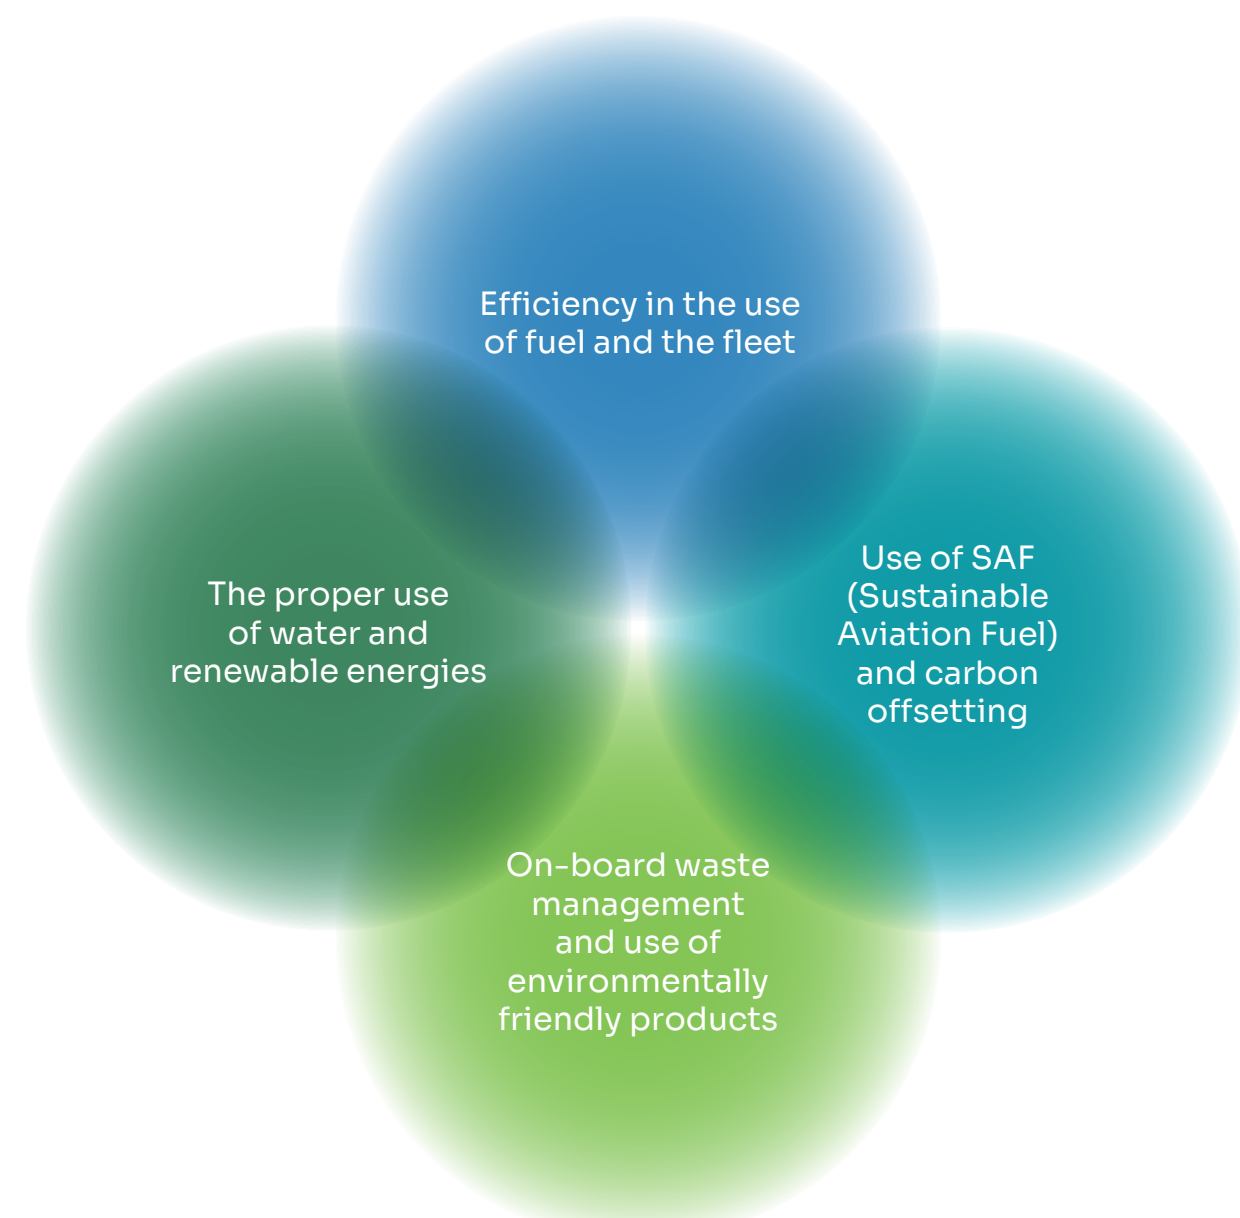 Efficiency in the use
of fuel and the fleet
The proper use
of water and
renewable energies
Use of SAF
(Sustainable
Aviation Fuel)
and carbon
offsetting
On-board waste
management
and use of
environmentally
friendly products